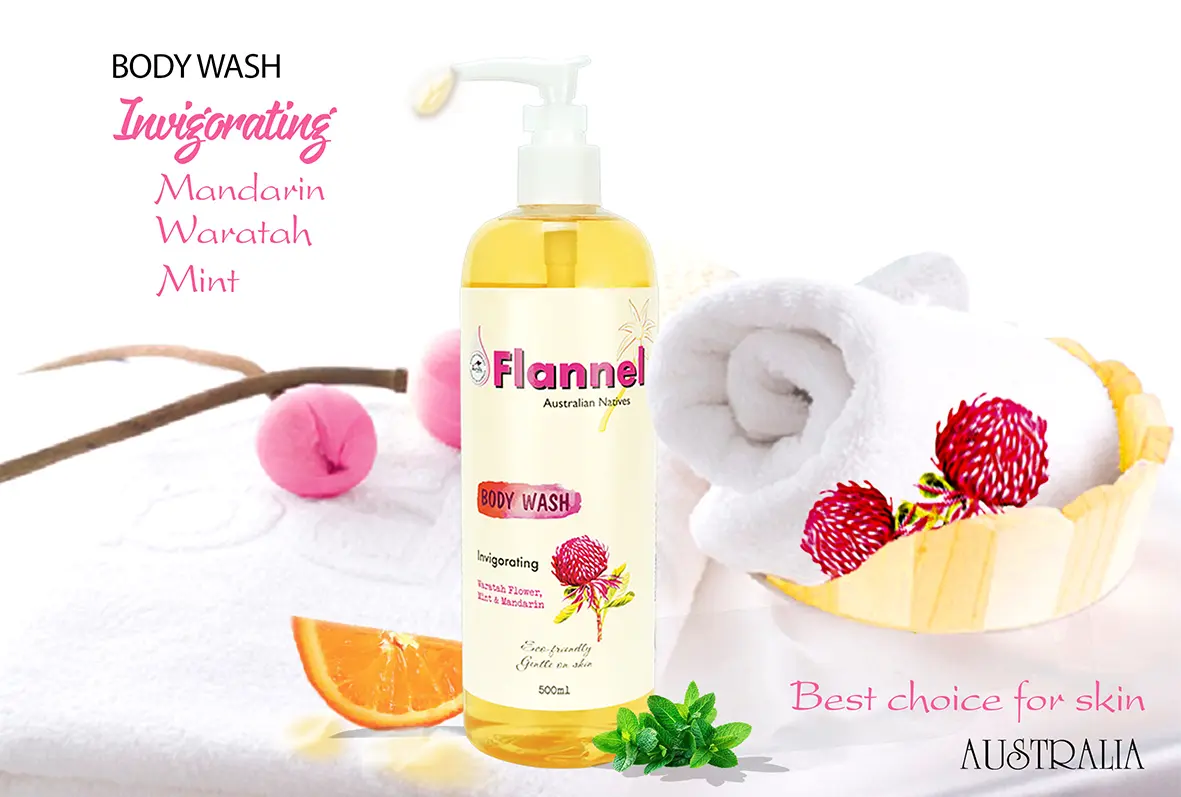 BODY WASH
Invigorating
Mandarin
Waratah
Mint
Flannel
Australian Natives
BODY WASH
Invigorating
Waratah Flower,
Mint & Mandarin
Eco-friendly
Gentle on skin
500ml
Best choice for skin
AUSTRALIA